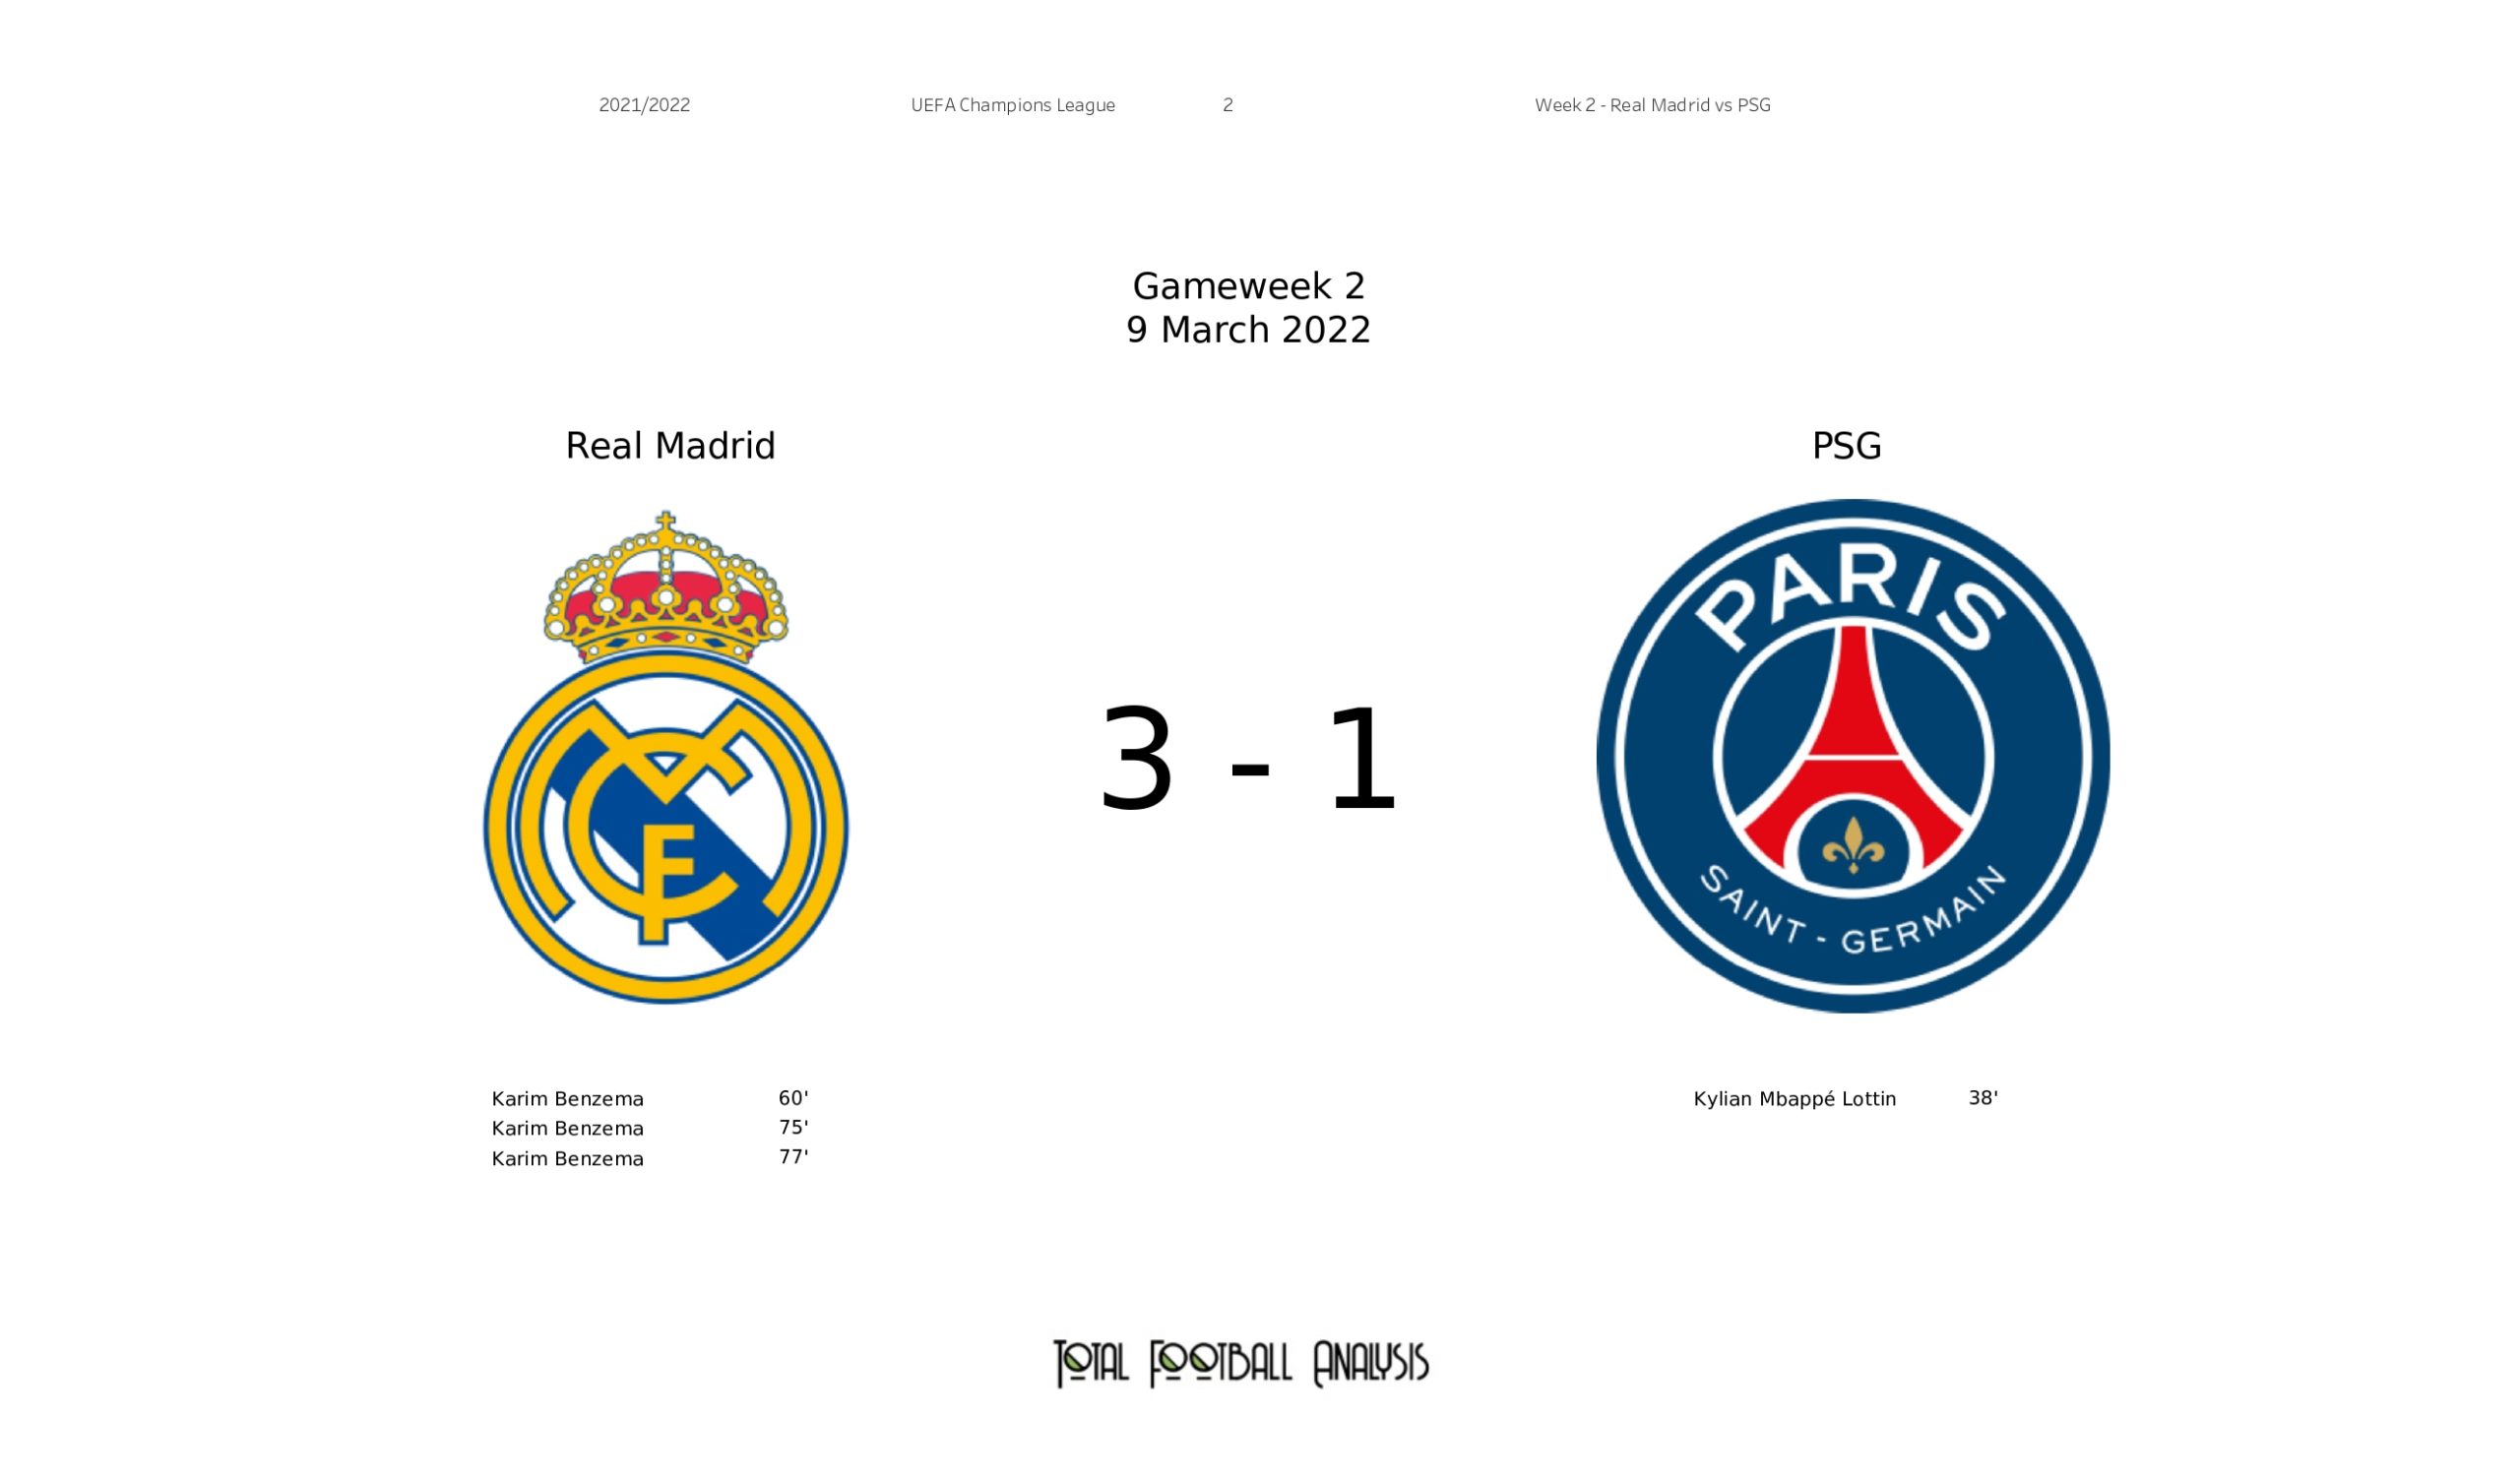 2021/2022 UEFA Champions League 2 Week 2 - Real Madrid vs PSG
Gameweek 2
9 March 2022
Real Madrid PSG
PARIS
SAINT - GERMAIN
3 - 1
Karim Benzema 60' Kylian Mbappé Lottin 38'
Karim Benzema 75'
Karim Benzema 77'
TOTAL FOOTBALL ANALYSIS